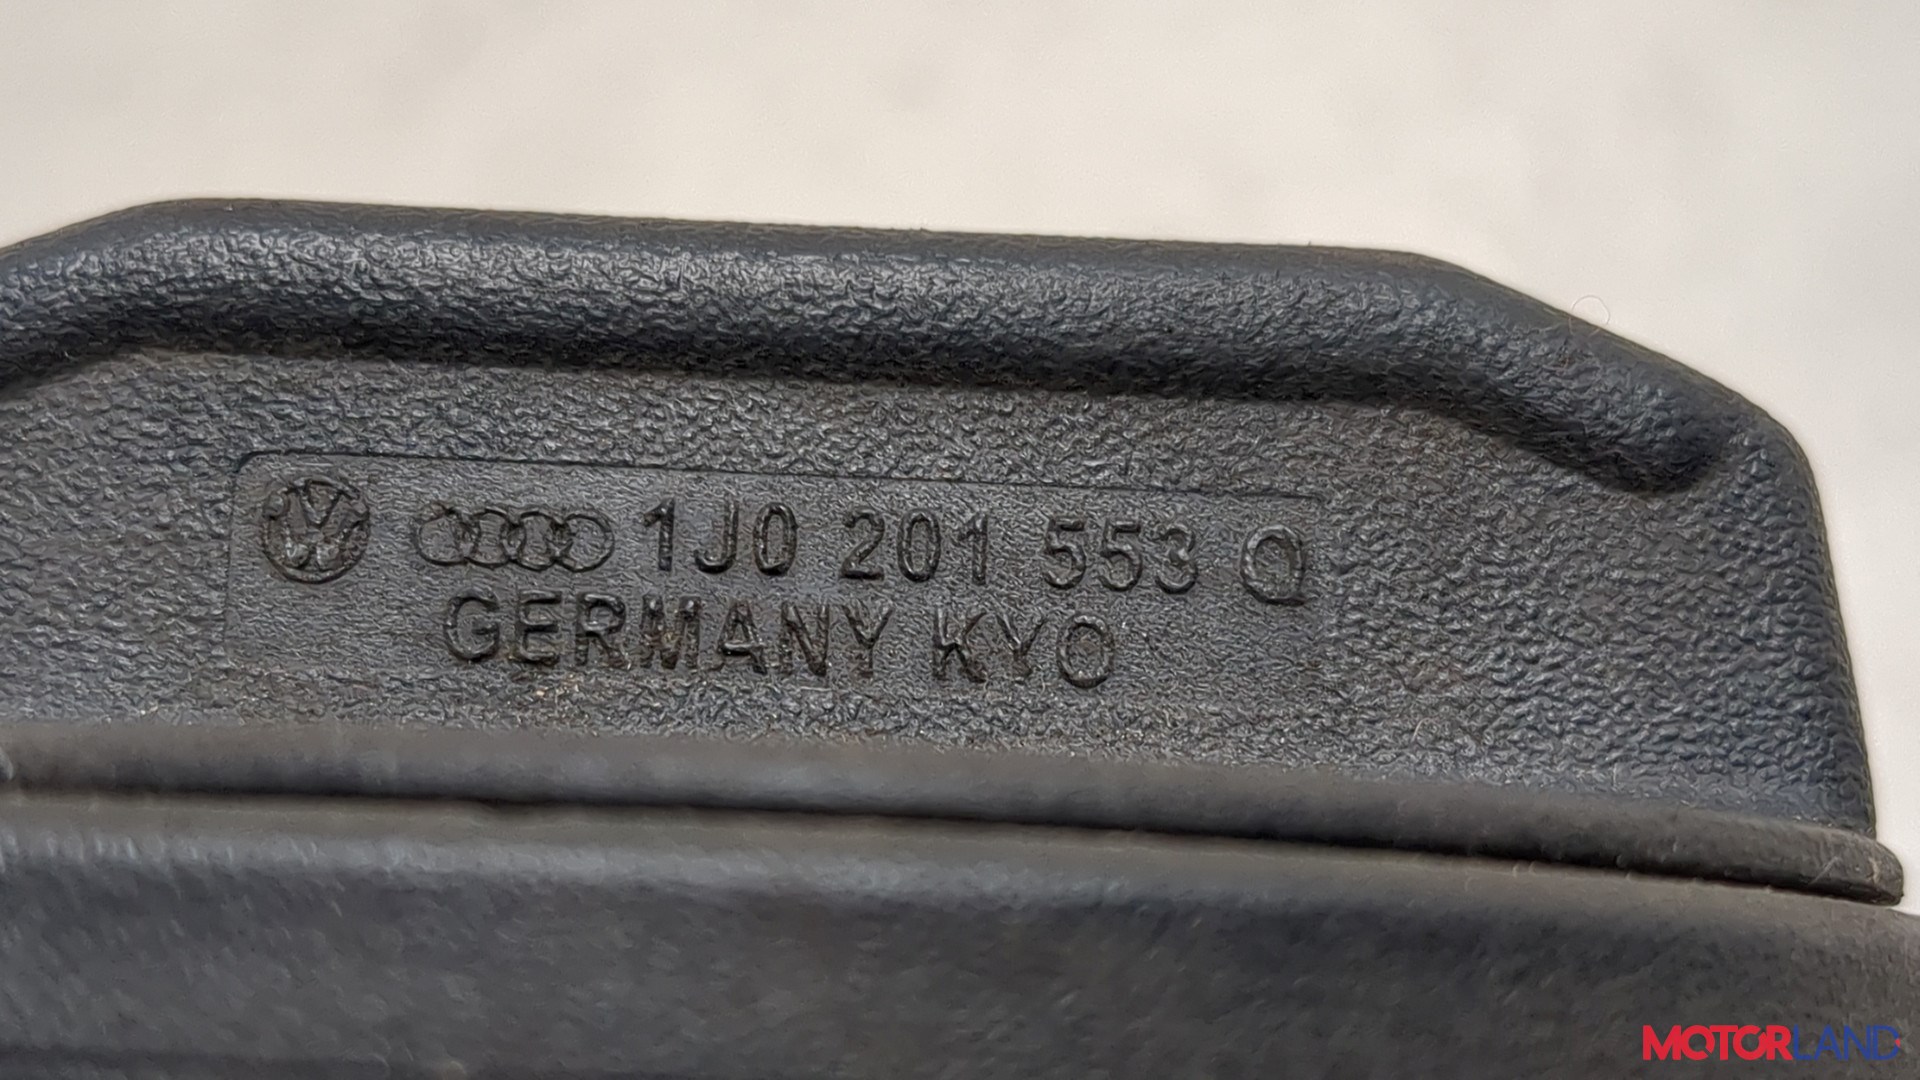 1J0 201 553 Q
GERMANY KYO
MOTORLAND